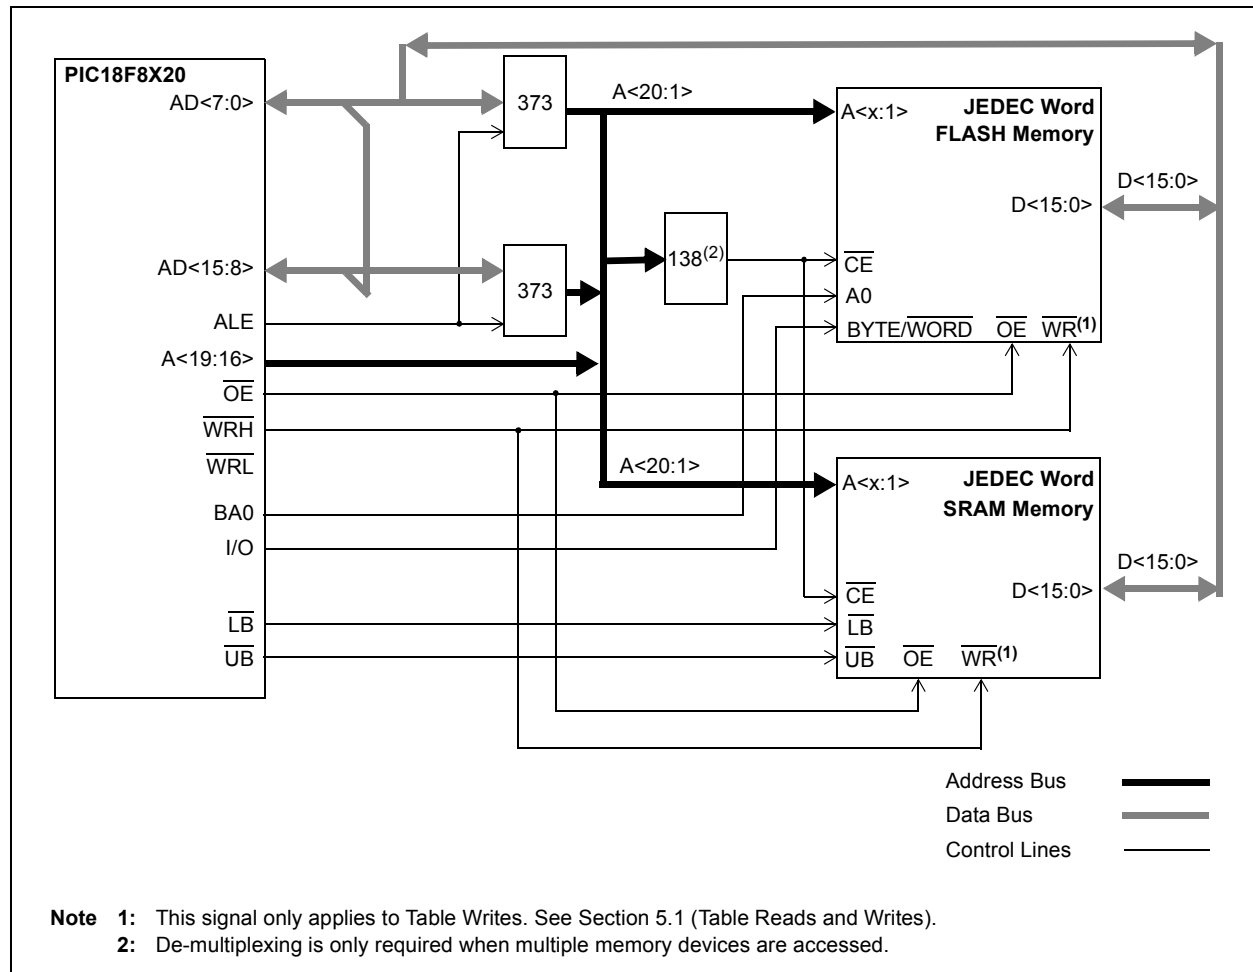 PIC18F8X20
AD<7:0>
AD<15:8>
ALE
A<19:16>
OE
WRH
WRL
BA0
I/O
LB
UB
373
373
138(2)
A<20:1>
A<20:1>
JEDEC Word
FLASH Memory
A<x:1>
D<15:0>
CE
A0
BYTE/WORD OE WR(1)
D<15:0>
JEDEC Word
SRAM Memory
A<x:1>
D<15:0>
CE
LB
UB OE WR(1)
D<15:0>
Address Bus
Data Bus
Control Lines
Note 1: This signal only applies to Table Writes. See Section 5.1 (Table Reads and Writes).
2: De-multiplexing is only required when multiple memory devices are accessed.